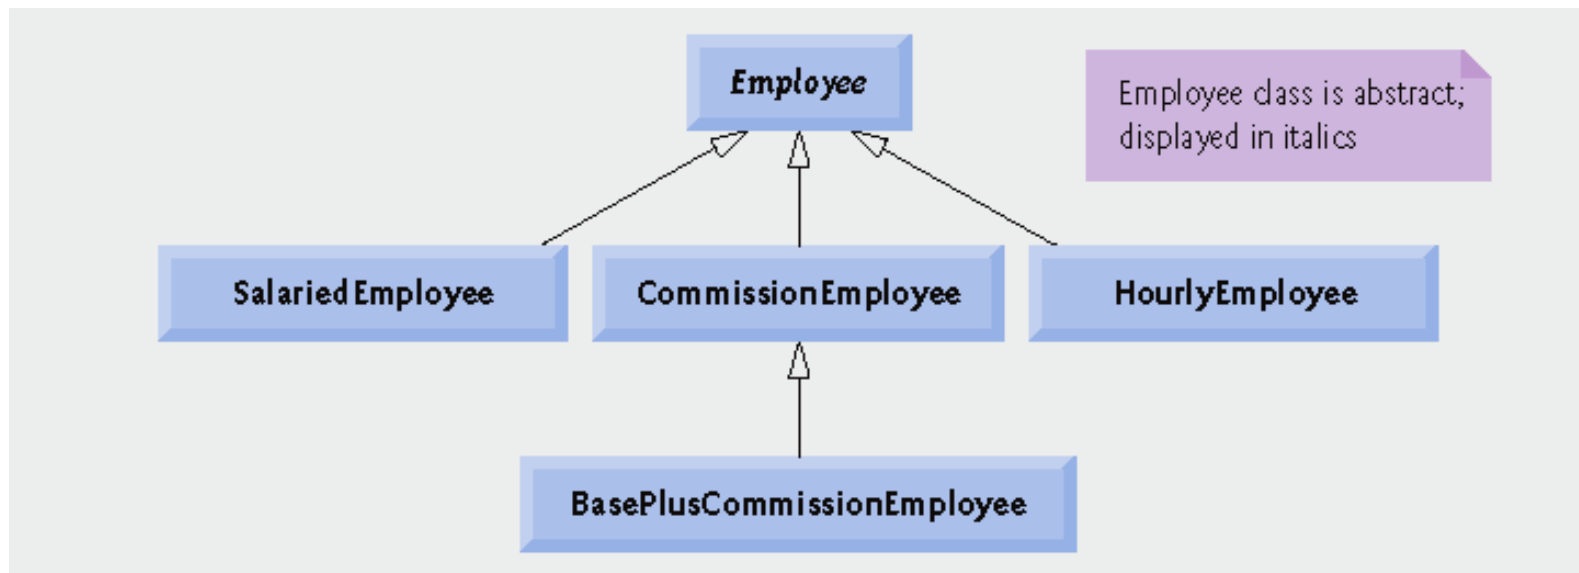 Employee
Employee class is abstract;
displayed in italics
SalariedEmployee
CommissionEmployee
HourlyEmployee
BasePlusCommissionEmployee